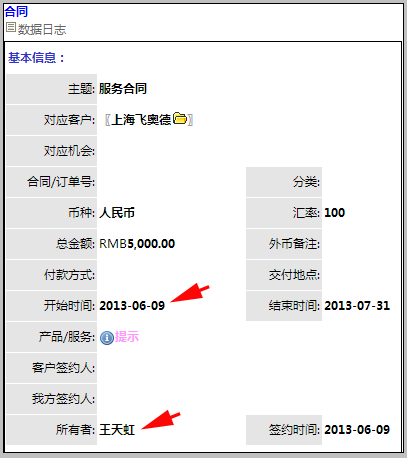 合同
数据日志
基本信息：
主题: 服务合同
对应客户: 〖上海飞奥德〗
对应机会:
合同/订单号: 分类:
币种: 人民币 汇率: 100
总金额: RMB5,000.00 外币备注:
付款方式: 交付地点:
开始时间: 2013-06-09 结束时间: 2013-07-31
产品/服务: 提示
客户签约人:
我方签约人:
所有者: 王天虹 签约时间: 2013-06-09